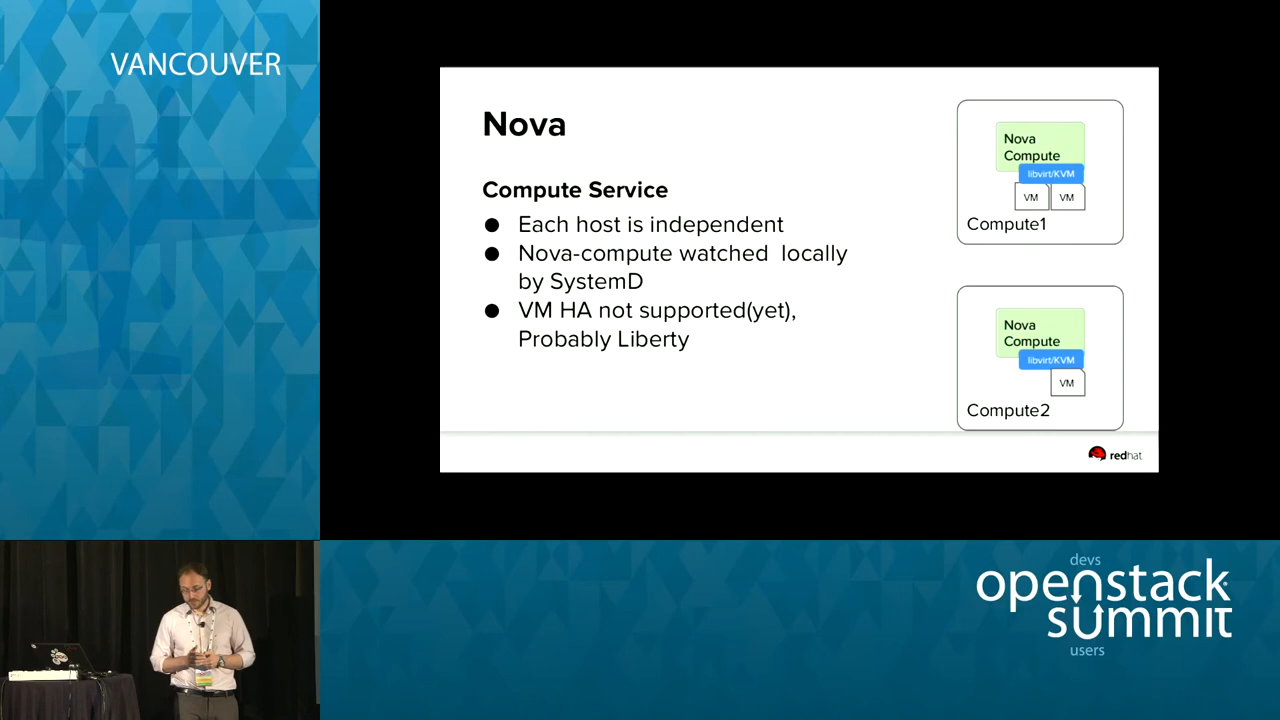 VANCOUVER
Nova
Compute Service
● Each host is independent
● Nova-compute watched  locally
by SystemD
● VM HA not supported(yet),
Probably Liberty
Nova
Compute
libvirt/KVM
VM VM
Compute1
Nova
Compute
libvirt/KVM
VM
Compute2
redhat
devs
openstack
summit
users